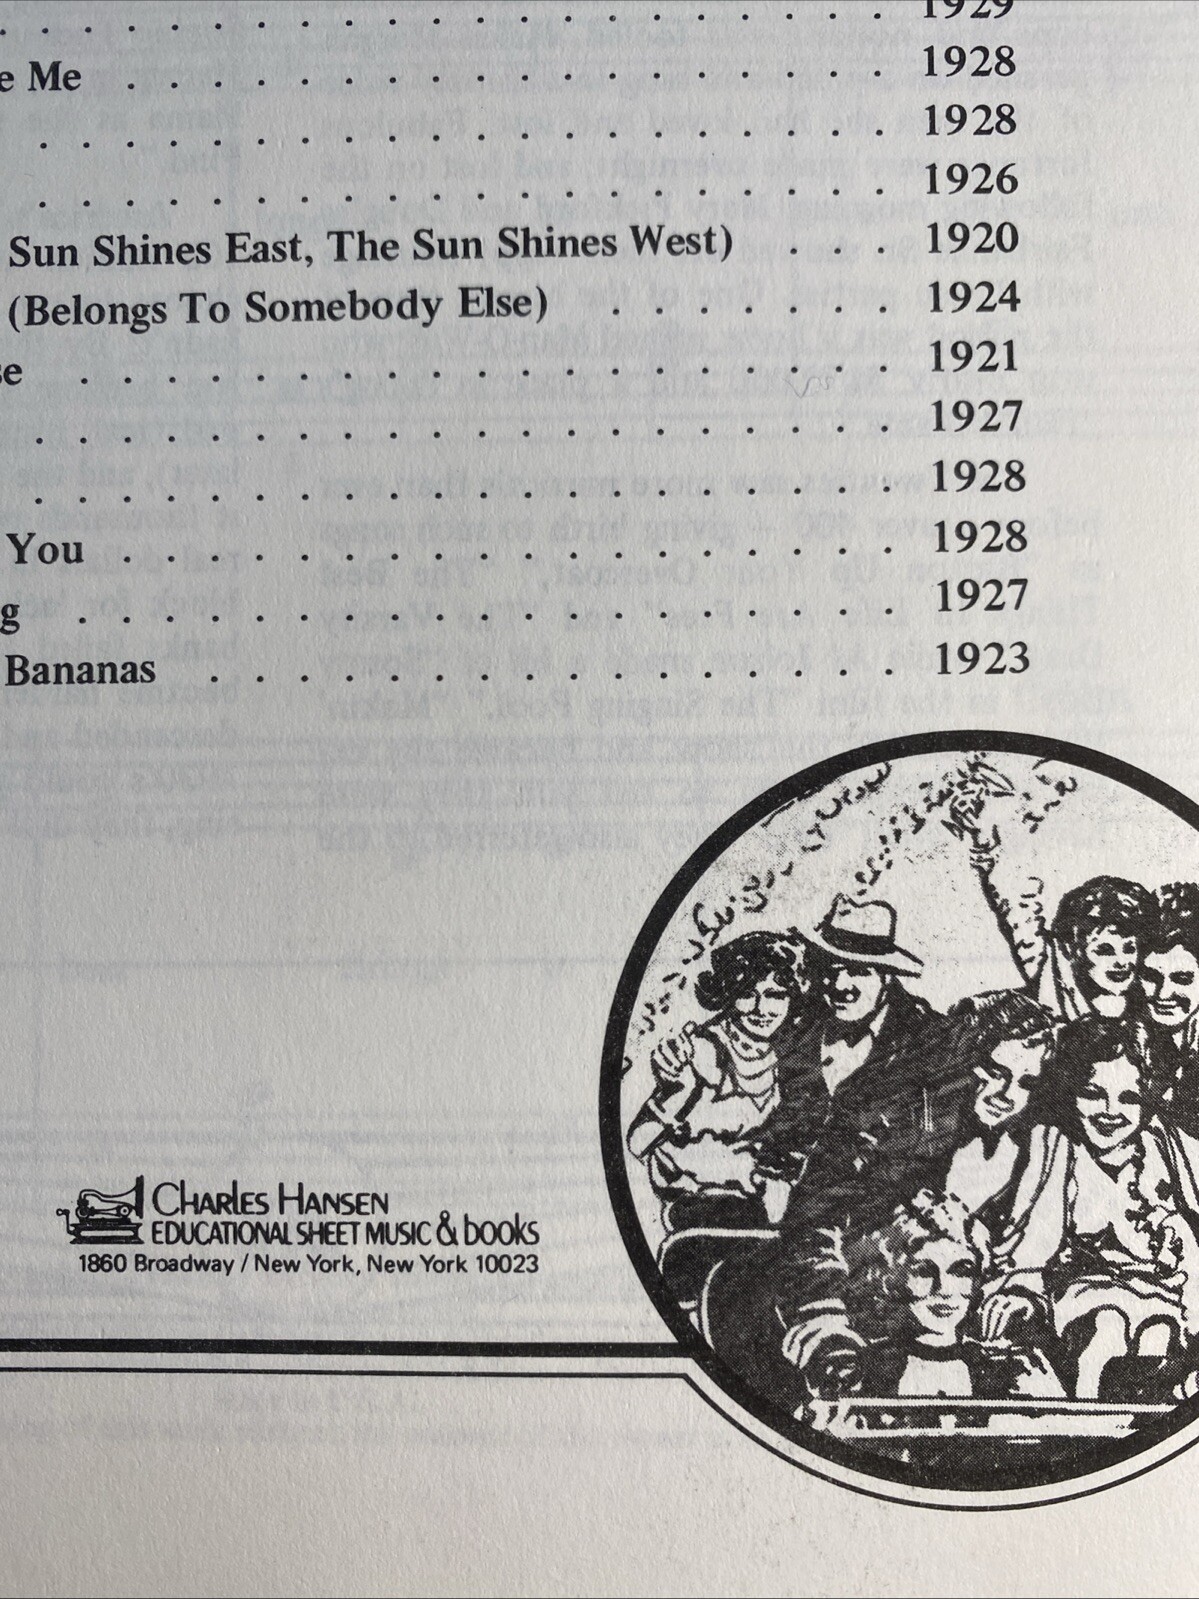 . . . . . . . . . . . . . . . . . . . . 1929
e Me . . . . . . . . . . . . . . . . . . 1928
. . . . . . . . . . . . . . . . . . . . 1928
. . . . . . . . . . . . . . . . . . . . 1926
Sun Shines East, The Sun Shines West) . . . 1920
(Belongs To Somebody Else) . . . . . . . 1924
se . . . . . . . . . . . . . . . . . . . 1921
. . . . . . . . . . . . . . . . . . . . 1927
. . . . . . . . . . . . . . . . . . . . 1928
You . . . . . . . . . . . . . . . . . . 1928
g . . . . . . . . . . . . . . . . . . . 1927
Bananas . . . . . . . . . . . . . . . 1923
CHARLES HANSEN
EDUCATIONAL SHEET MUSIC & books
1860 Broadway / New York, New York 10023